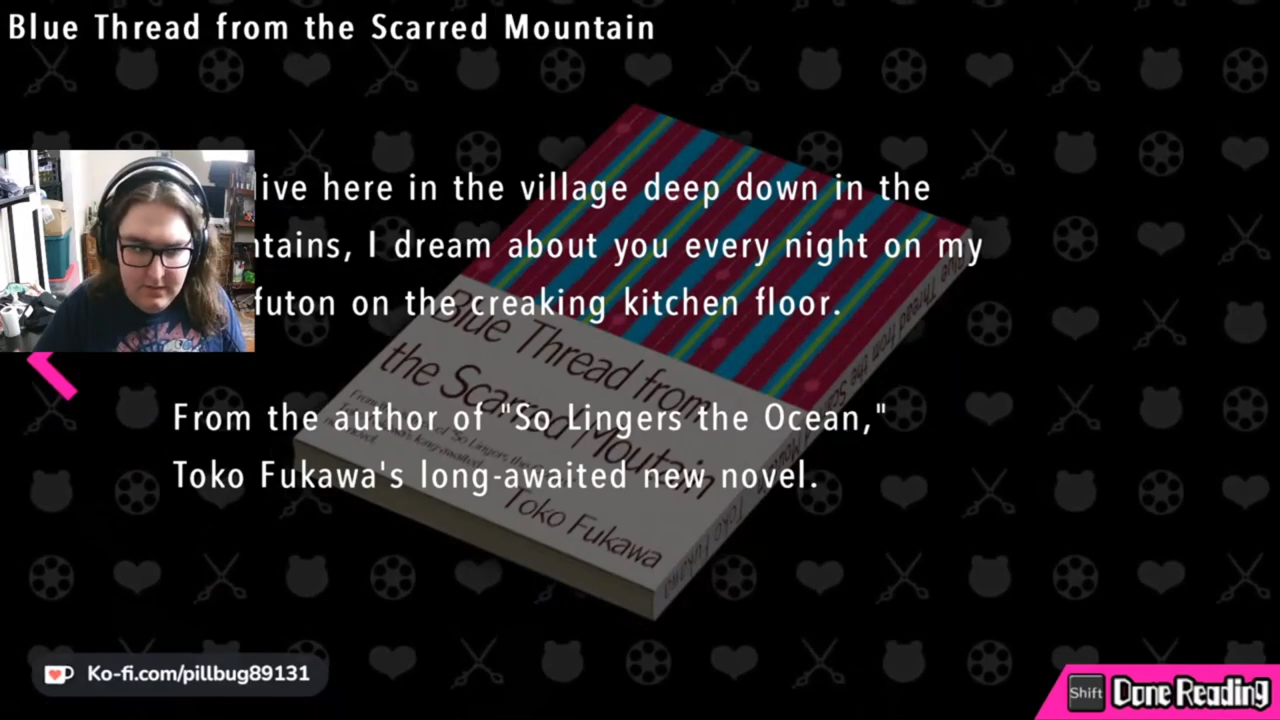 Blue Thread from the Scarred Mountain
ive here in the village deep down in the
ntains, I dream about you every night on my
futon on the creaking kitchen floor.
From the author of "So Lingers the Ocean,"
Toko Fukawa's long-awaited new novel.
Blue Thread from
the Scarred Moutain
Toko Fukawa
Ko-fi.com/pillbug89131
Shift Done Reading